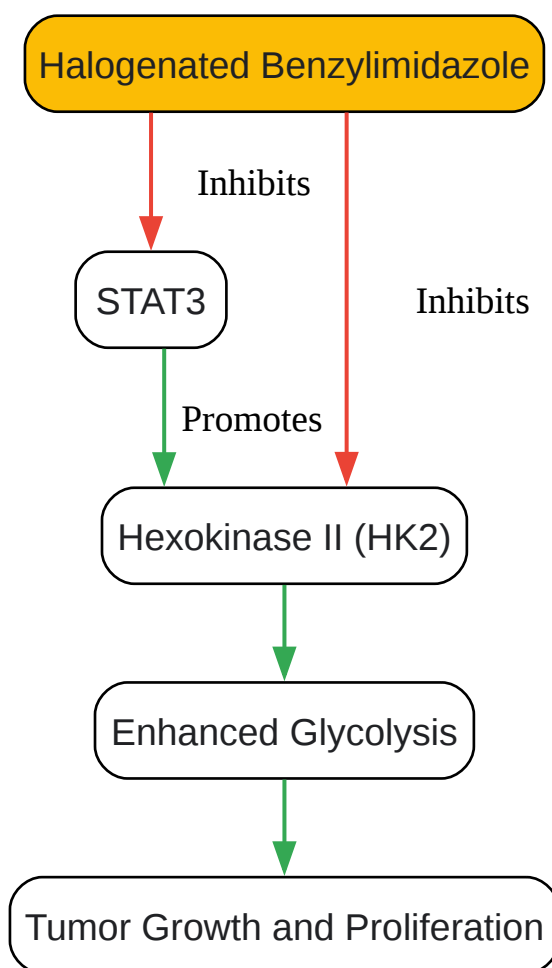 Halogenated Benzylimidazole
Inhibits
STAT3
Inhibits
Promotes
Hexokinase II (HK2)
Enhanced Glycolysis
Tumor Growth and Proliferation